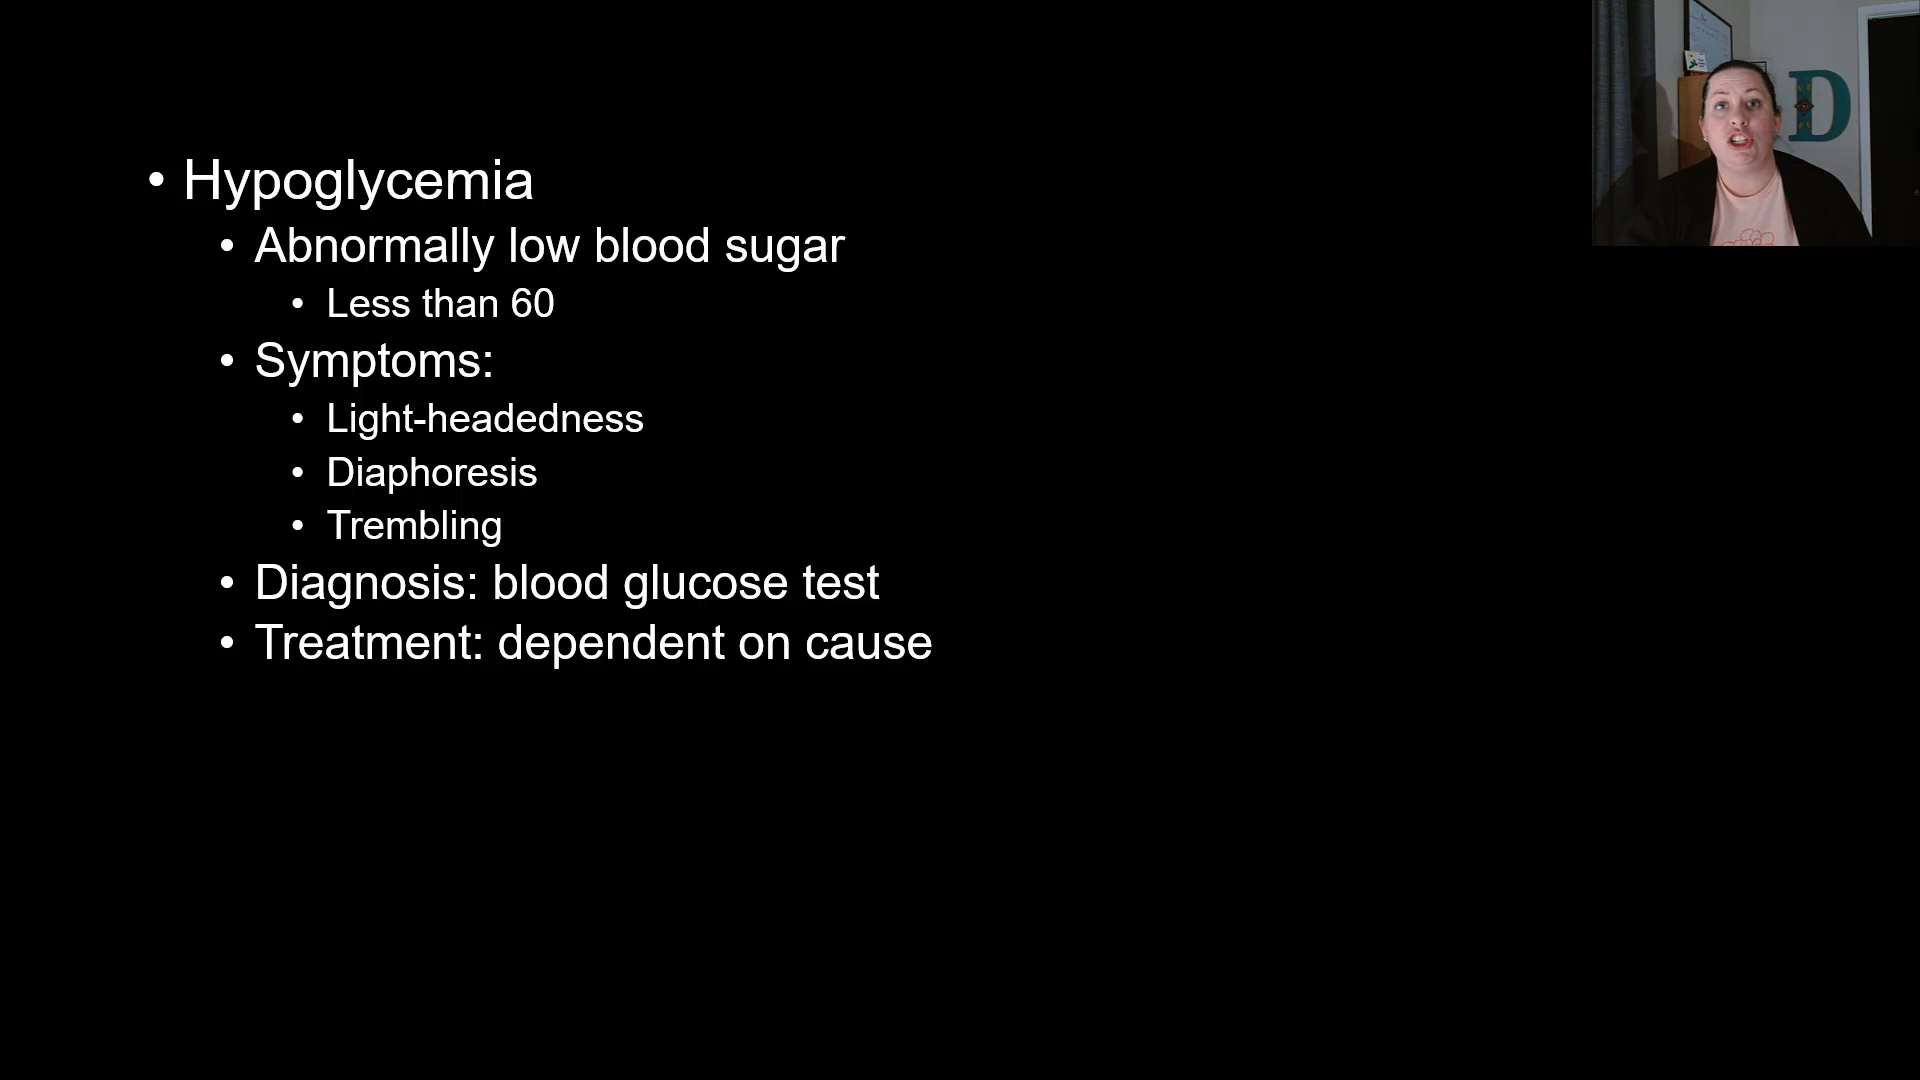 • Hypoglycemia
• Abnormally low blood sugar
• Less than 60
• Symptoms:
• Light-headedness
• Diaphoresis
• Trembling
• Diagnosis: blood glucose test
• Treatment: dependent on cause
D